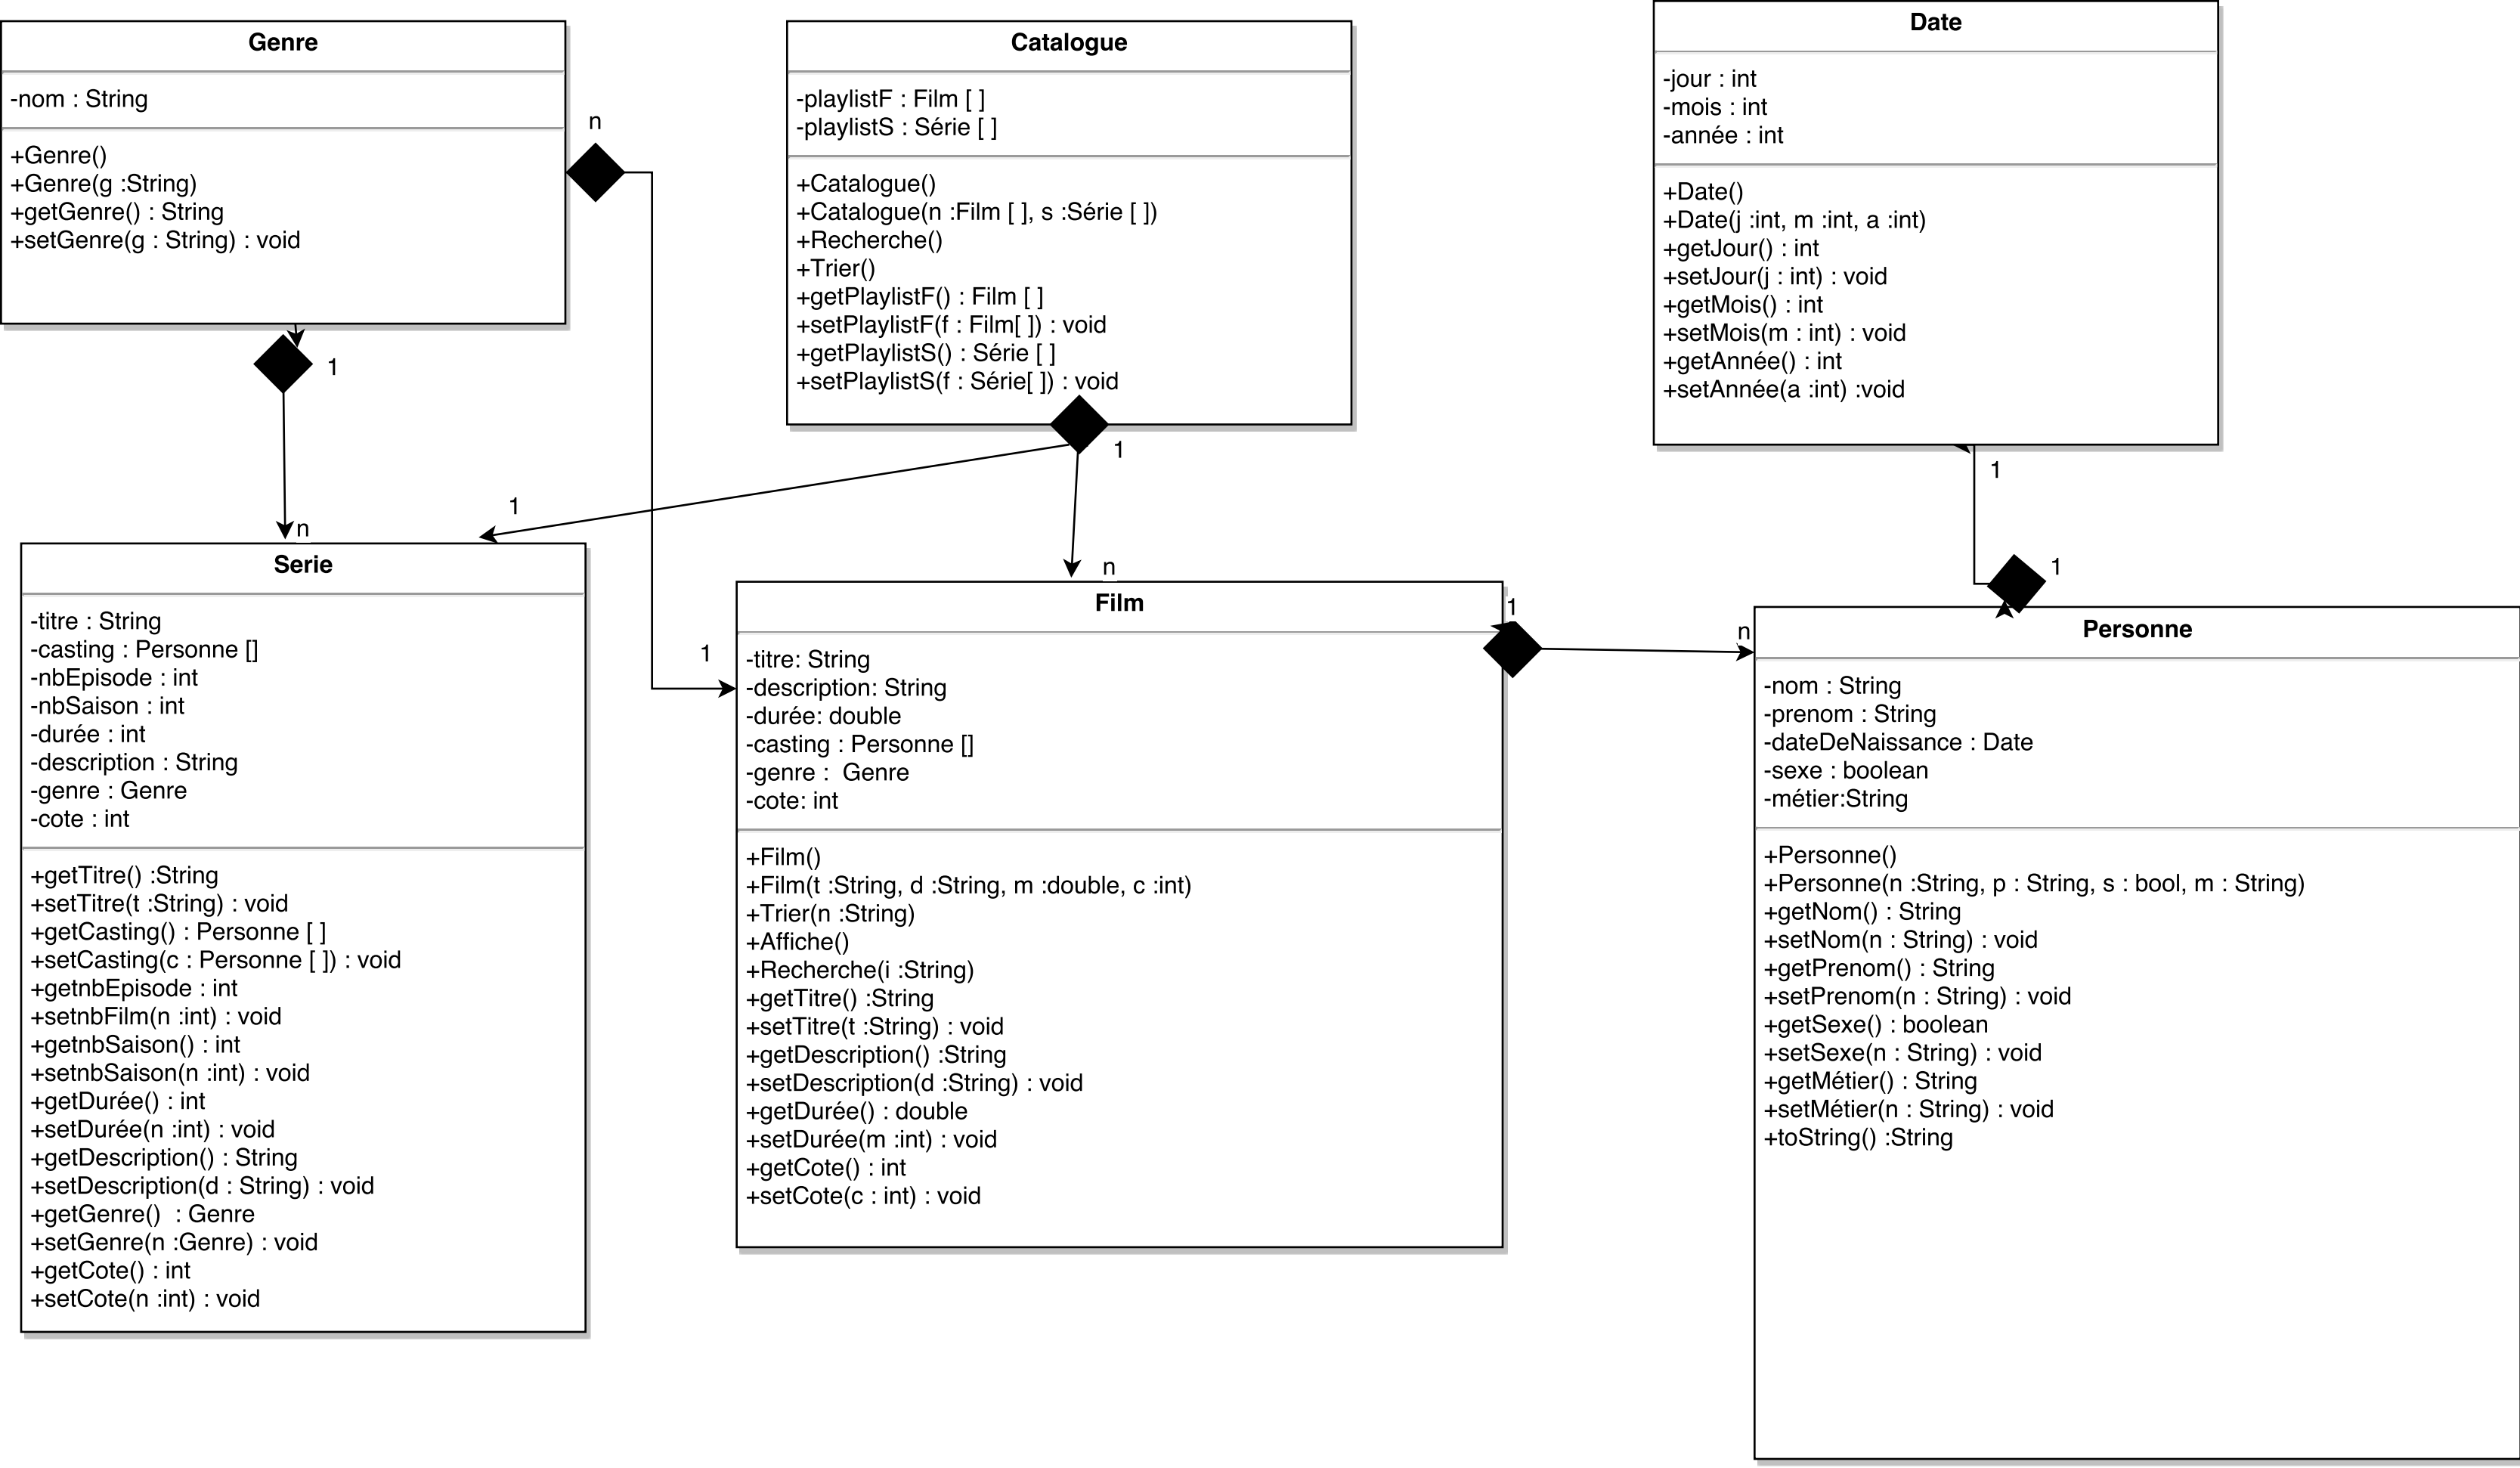 Genre
-nom : String
+Genre()
+Genre(g :String)
+getGenre() : String
+setGenre(g : String) : void
n
1
Catalogue
-playlistF : Film [ ]
-playlistS : Série [ ]
+Catalogue()
+Catalogue(n :Film [ ], s :Série [ ])
+Recherche()
+Trier()
+getPlaylistF() : Film [ ]
+setPlaylistF(f : Film[ ]) : void
+getPlaylistS() : Série [ ]
+setPlaylistS(f : Série[ ]) : void
1
Date
-jour : int
-mois : int
-année : int
+Date()
+Date(j :int, m :int, a :int)
+getJour() : int
+setJour(j : int) : void
+getMois() : int
+setMois(m : int) : void
+getAnnée() : int
+setAnnée(a :int) :void
1
1
n
1
Serie
-titre : String
-casting : Personne []
-nbEpisode : int
-nbSaison : int
-durée : int
-description : String
-genre : Genre
-cote : int
+getTitre() :String
+setTitre(t :String) : void
+getCasting() : Personne [ ]
+setCasting(c : Personne [ ]) : void
+getnbEpisode : int
+setnbFilm(n :int) : void
+getnbSaison() : int
+setnbSaison(n :int) : void
+getDurée() : int
+setDurée(n :int) : void
+getDescription() : String
+setDescription(d : String) : void
+getGenre() : Genre
+setGenre(n :Genre) : void
+getCote() : int
+setCote(n :int) : void
n
1
1
Film
-titre: String
-description: String
-durée: double
-casting : Personne []
-genre : Genre
-cote: int
+Film()
+Film(t :String, d :String, m :double, c :int)
+Trier(n :String)
+Affiche()
+Recherche(i :String)
+getTitre() :String
+setTitre(t :String) : void
+getDescription() :String
+setDescription(d :String) : void
+getDurée() : double
+setDurée(m :int) : void
+getCote() : int
+setCote(c : int) : void
n
Personne
-nom : String
-prenom : String
-dateDeNaissance : Date
-sexe : boolean
-métier:String
+Personne()
+Personne(n :String, p : String, s : bool, m : String)
+getNom() : String
+setNom(n : String) : void
+getPrenom() : String
+setPrenom(n : String) : void
+getSexe() : boolean
+setSexe(n : String) : void
+getMétier() : String
+setMétier(n : String) : void
+toString() :String